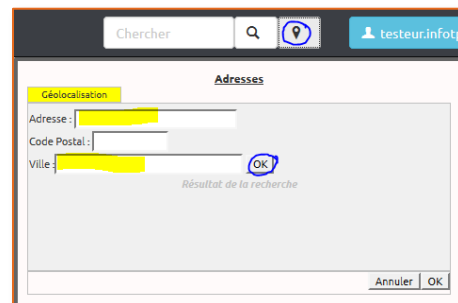 Chercher testeur.infot
Adresses
Géolocalisation
Adresse :
Code Postal :
Ville :
OK
Résultat de la recherche
Annuler OK